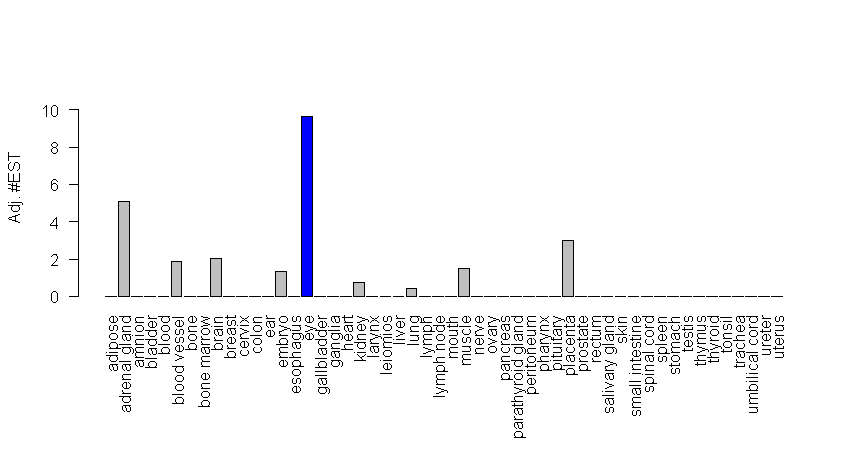 Adj. #EST
10
8
6
4
2
0
adipose
adrenal gland
amnion
bladder
blood
blood vessel
bone
bone marrow
brain
breast
cervix
colon
ear
embryo
esophagus
eye
gallbladder
ganglia
heart
kidney
larynx
leiomios
liver
lung
lymph
lymph node
mouth
muscle
nerve
ovary
pancreas
parathyroid gland
peritoneum
pharynx
pituitary
placenta
prostate
rectum
salivary gland
skin
small intestine
spinal cord
spleen
stomach
testis
thymus
thyroid
tonsil
trachea
umbilical cord
ureter
uterus